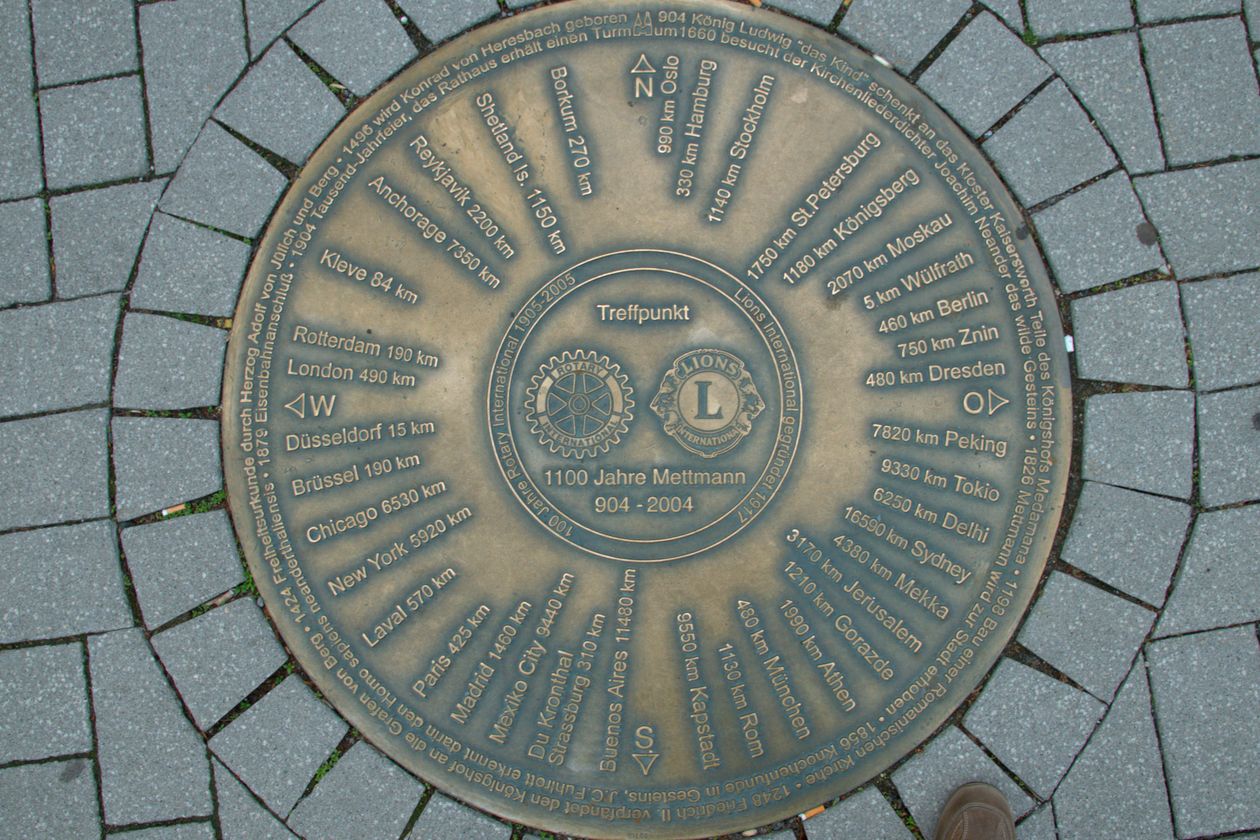 904 König Ludwig "das Kind" schenkt an das Kloster Kaiserswerth Teile des Königshofs Medamana • 1193 Bau einer Romanischen Kirche • 1248 Friedrich II. verpfändet den Königshof an die Grafen von Berg • 1424 Freiheitsurkunde durch Herzog Adolf von Jülich und Berg • 1496 wird Konrad von Heresbach geboren
um1660 besucht der Kirchenliederdichter Joachim Neander das wilde Gesteins • 1826 Mettmann wird zur Stadt erhoben • 1856 Knochenfunde in Gesteins, J.C. Fuhlrott erkennt darin den Homo sapiens neanderthaliensis • 1879 Eisenbahnanschluß • 1904 Tausend-Jahrfeier, das Rathaus erhält einen Turm
N
990 km Oslo
330 km Hamburg
1140 km Stockholm
1750 km St.Petersburg
1180 km Königsberg
2070 km Moskau
5 km Wülfrath
460 km Berlin
750 km Znin
480 km Dresden
O
7820 km Peking
9330 km Tokio
6250 km Delhi
16590 km Sydney
4380 km Mekka
3170 km Jerusalem
1210 km Gorazde
1990 km Athen
480 km München
1130 km Rom
9550 km Kapstadt
S
Buenos Aires 11480 km
Strassburg 310 km
Du Kronthal
Mexiko City 9440 km
Madrid 1460 km
Paris 425 km
Laval 570 km
New York 5920 km
Chicago 6530 km
Brüssel 190 km
Düsseldorf 15 km
W
London 490 km
Rotterdam 190 km
Kleve 84 km
Anchorage 7350 km
Reykjavik 2200 km
Shetland Is. 1150 km
Borkum 270 km
100 Jahre Rotary International 1905-2005
Lions International gegründet 1917
Treffpunkt
ROTARY
INTERNATIONAL
LIONS
L
INTERNATIONAL
1100 Jahre Mettmann
904 - 2004